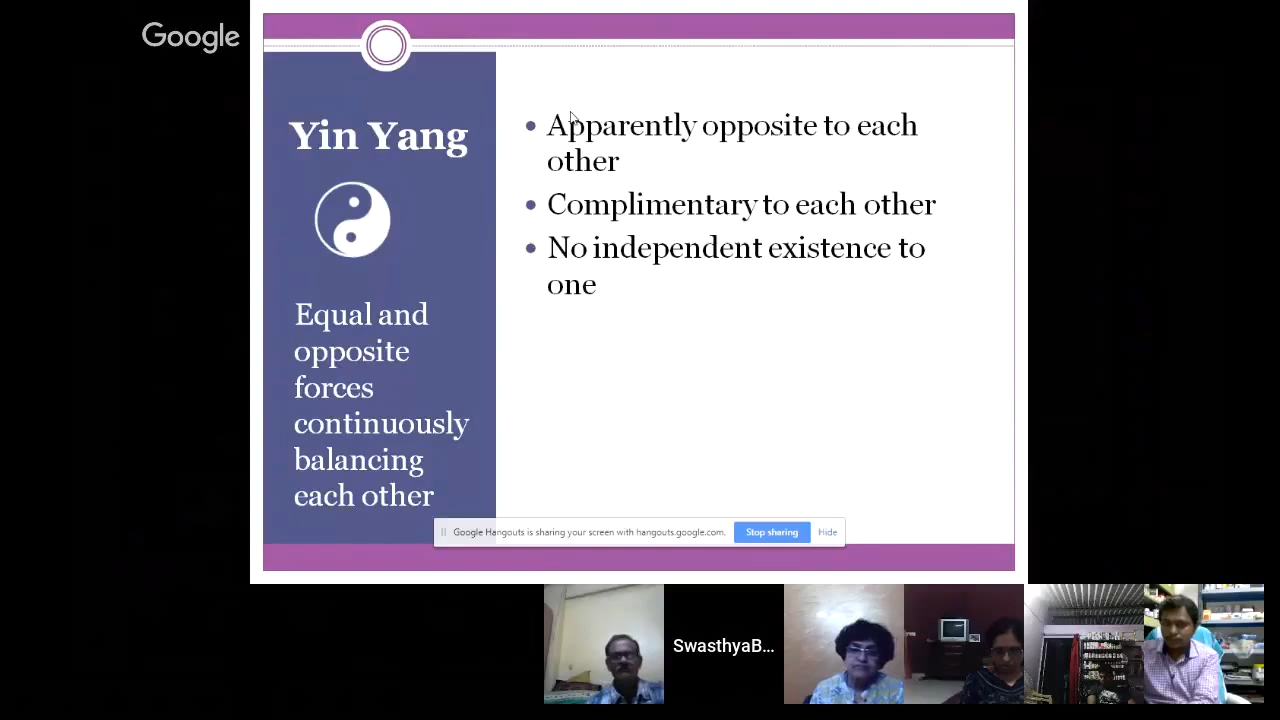 Google
Yin Yang
Equal and
opposite
forces
continuously
balancing
each other
Apparently opposite to each
other
Complimentary to each other
No independent existence to
one
Google Hangouts is sharing your screen with hangouts.google.com.
Stop sharing
Hide
SwasthyaB...